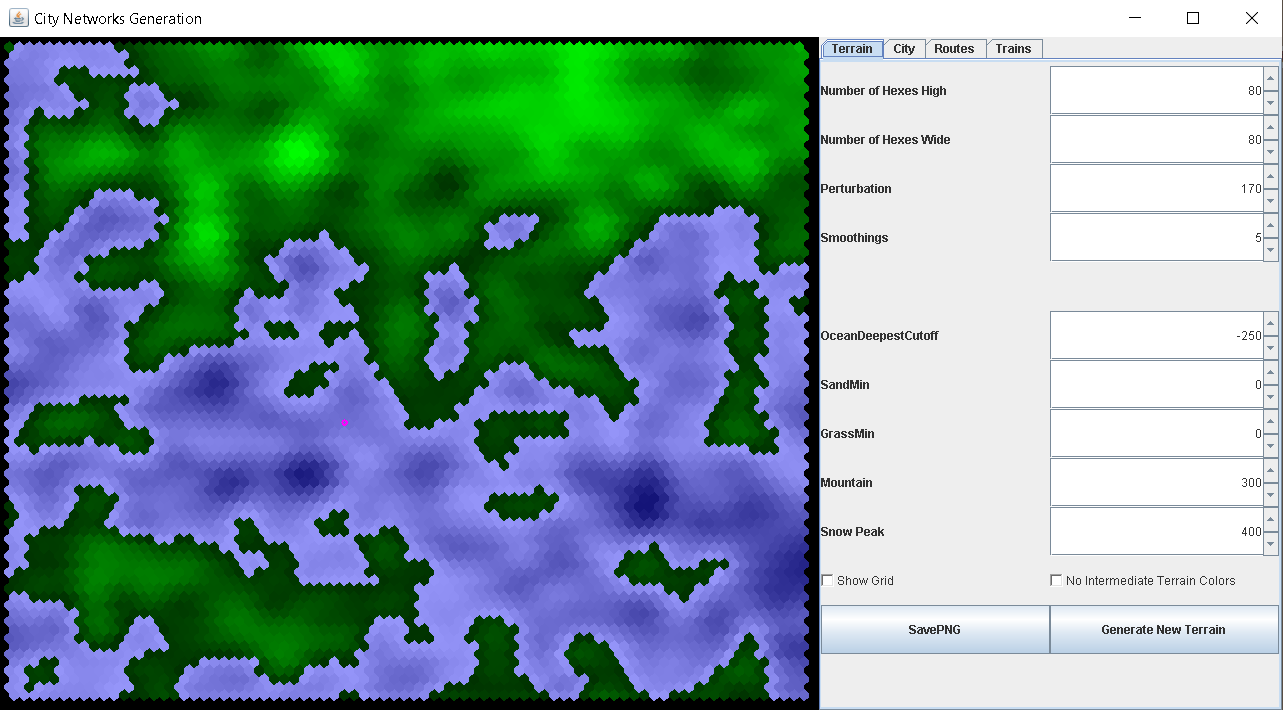 City Networks Generation
Terrain City Routes Trains
Number of Hexes High 80
Number of Hexes Wide 80
Perturbation 170
Smoothings 5
OceanDeepestCutoff -250
SandMin 0
GrassMin 0
Mountain 300
Snow Peak 400
Show Grid No Intermediate Terrain Colors
SavePNG Generate New Terrain